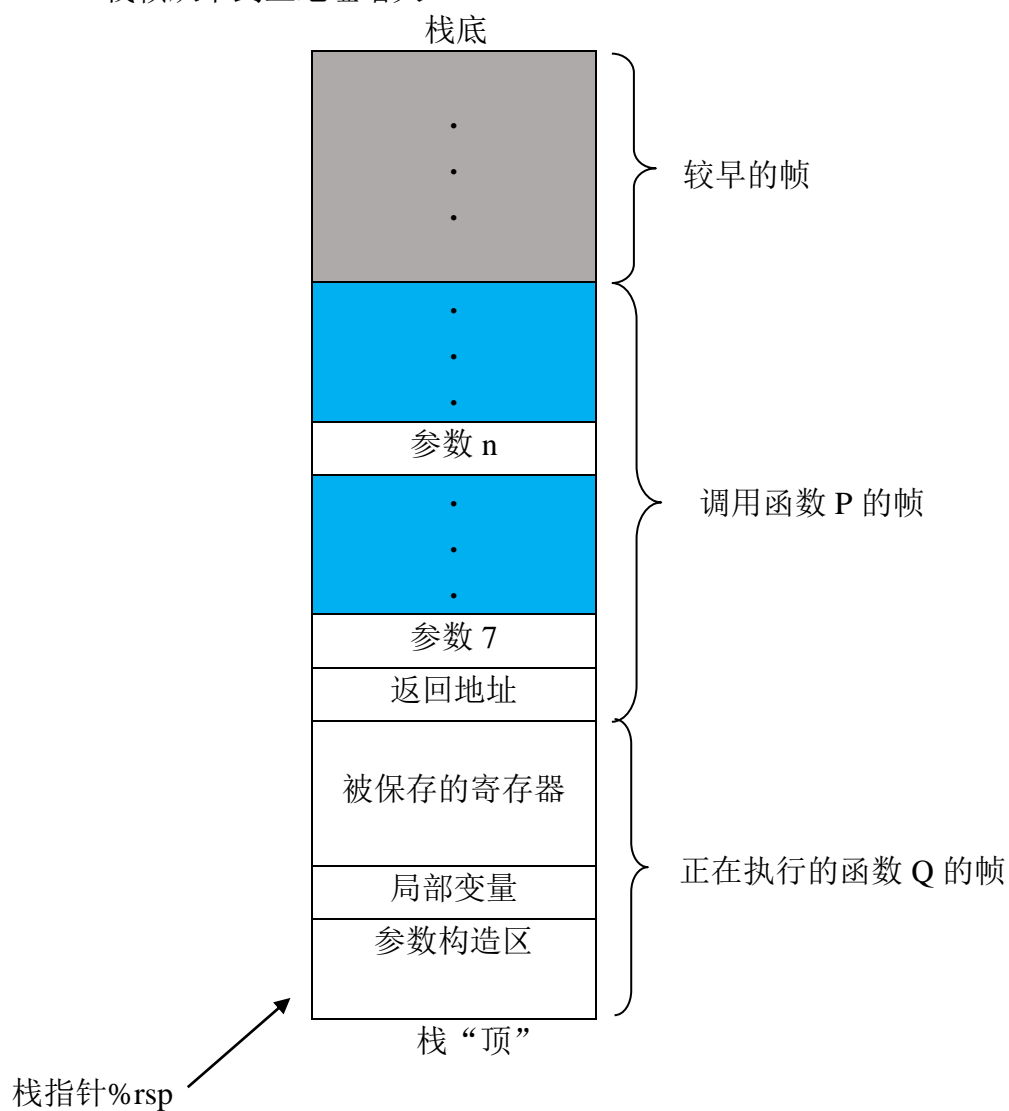 栈底
较早的帧
参数 n
调用函数 P 的帧
参数 7
返回地址
被保存的寄存器
正在执行的函数 Q 的帧
局部变量
参数构造区
栈“顶”
栈指针%rsp